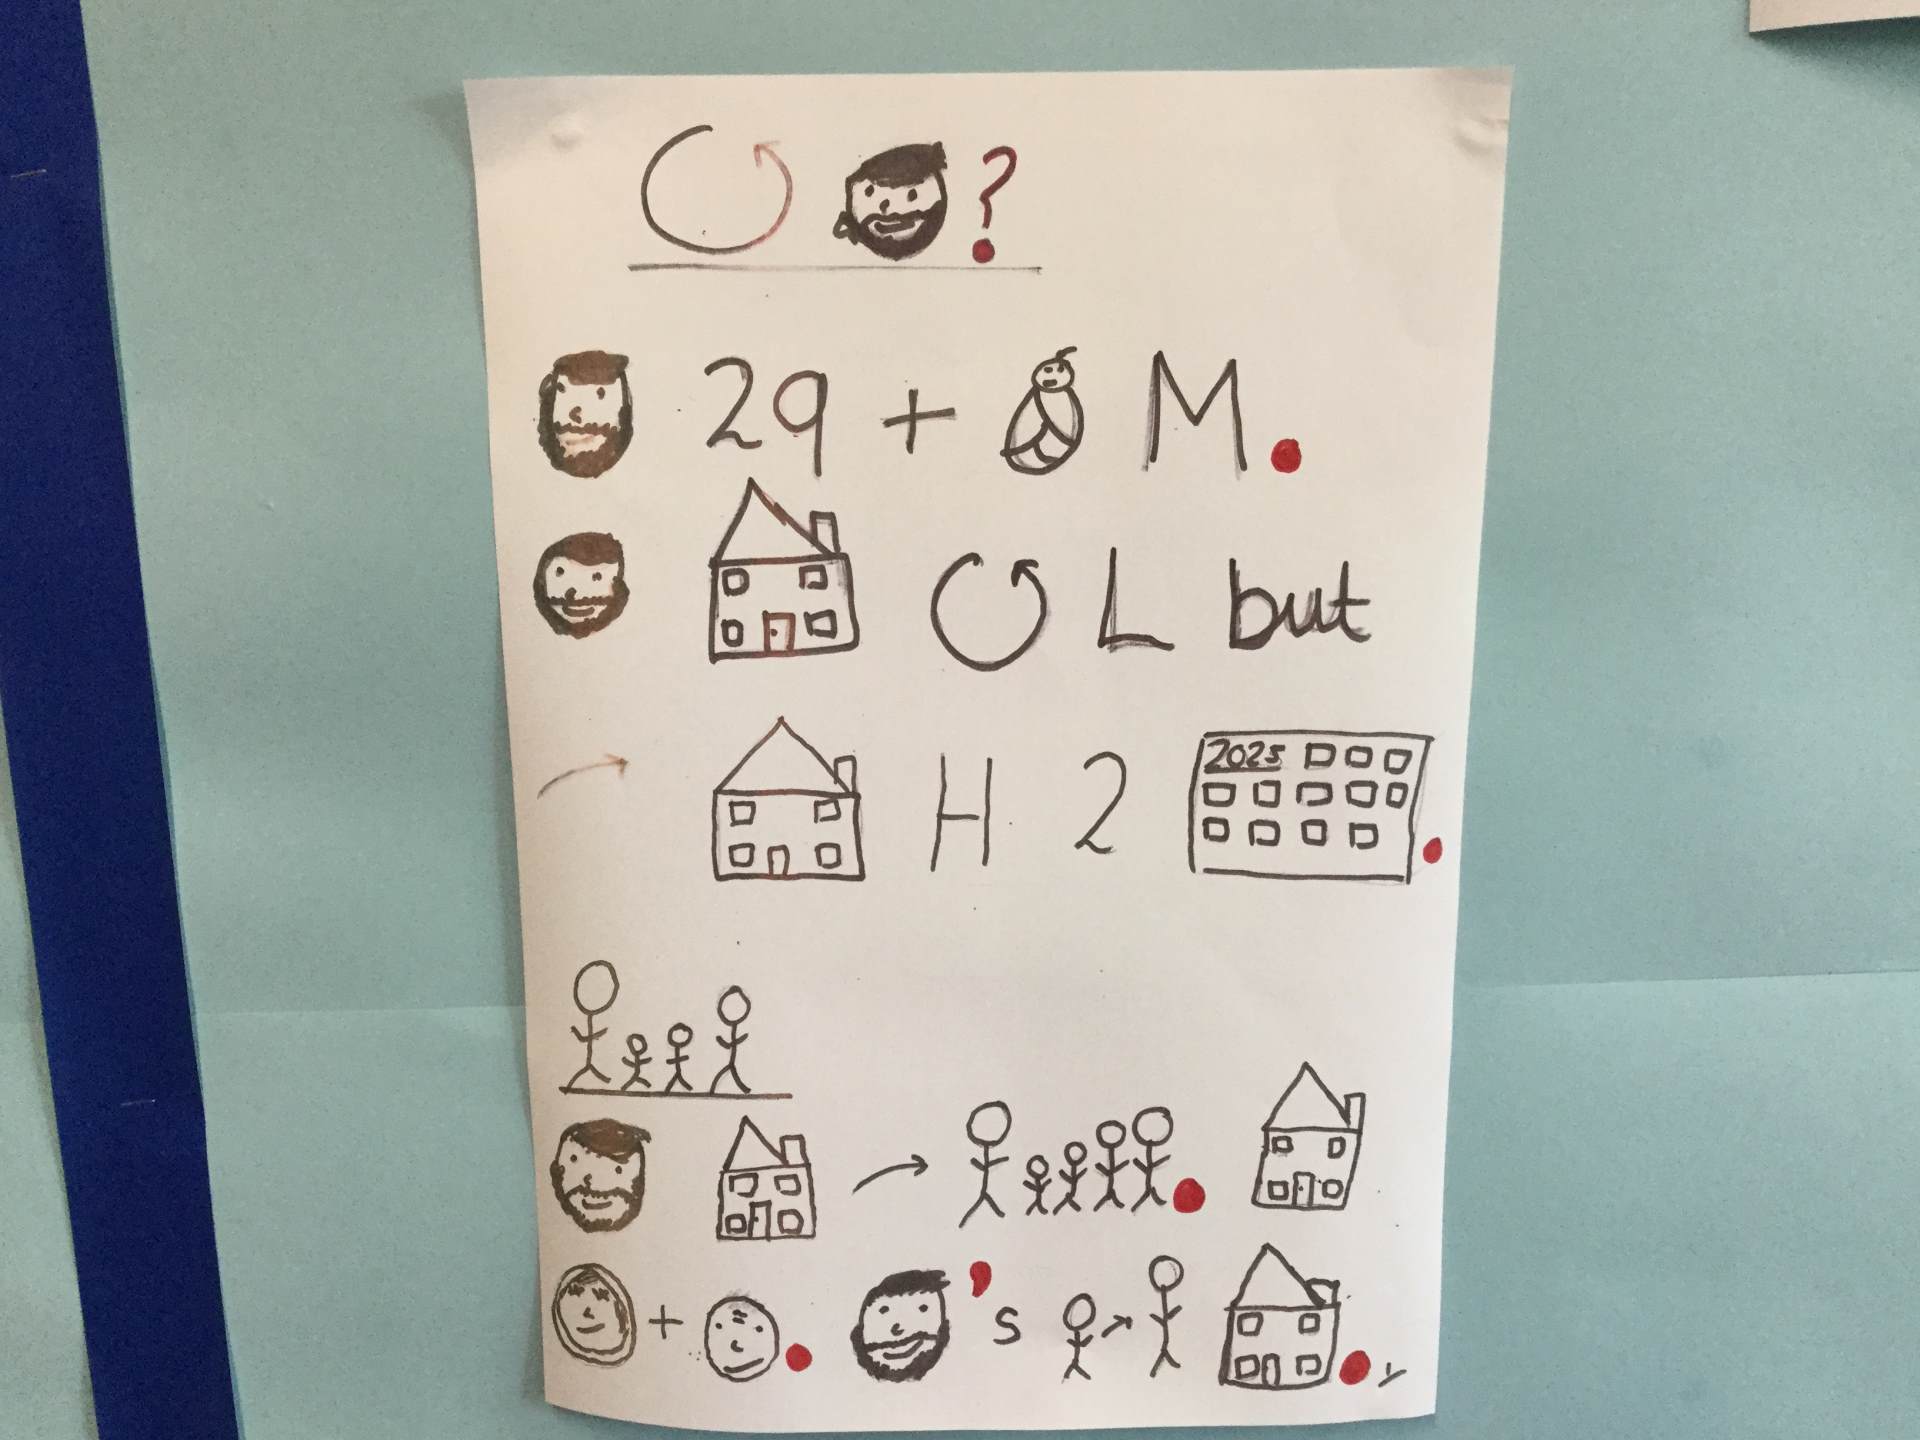 ?
29 + M.
L but
H 2 2025.
.
+ . 's .